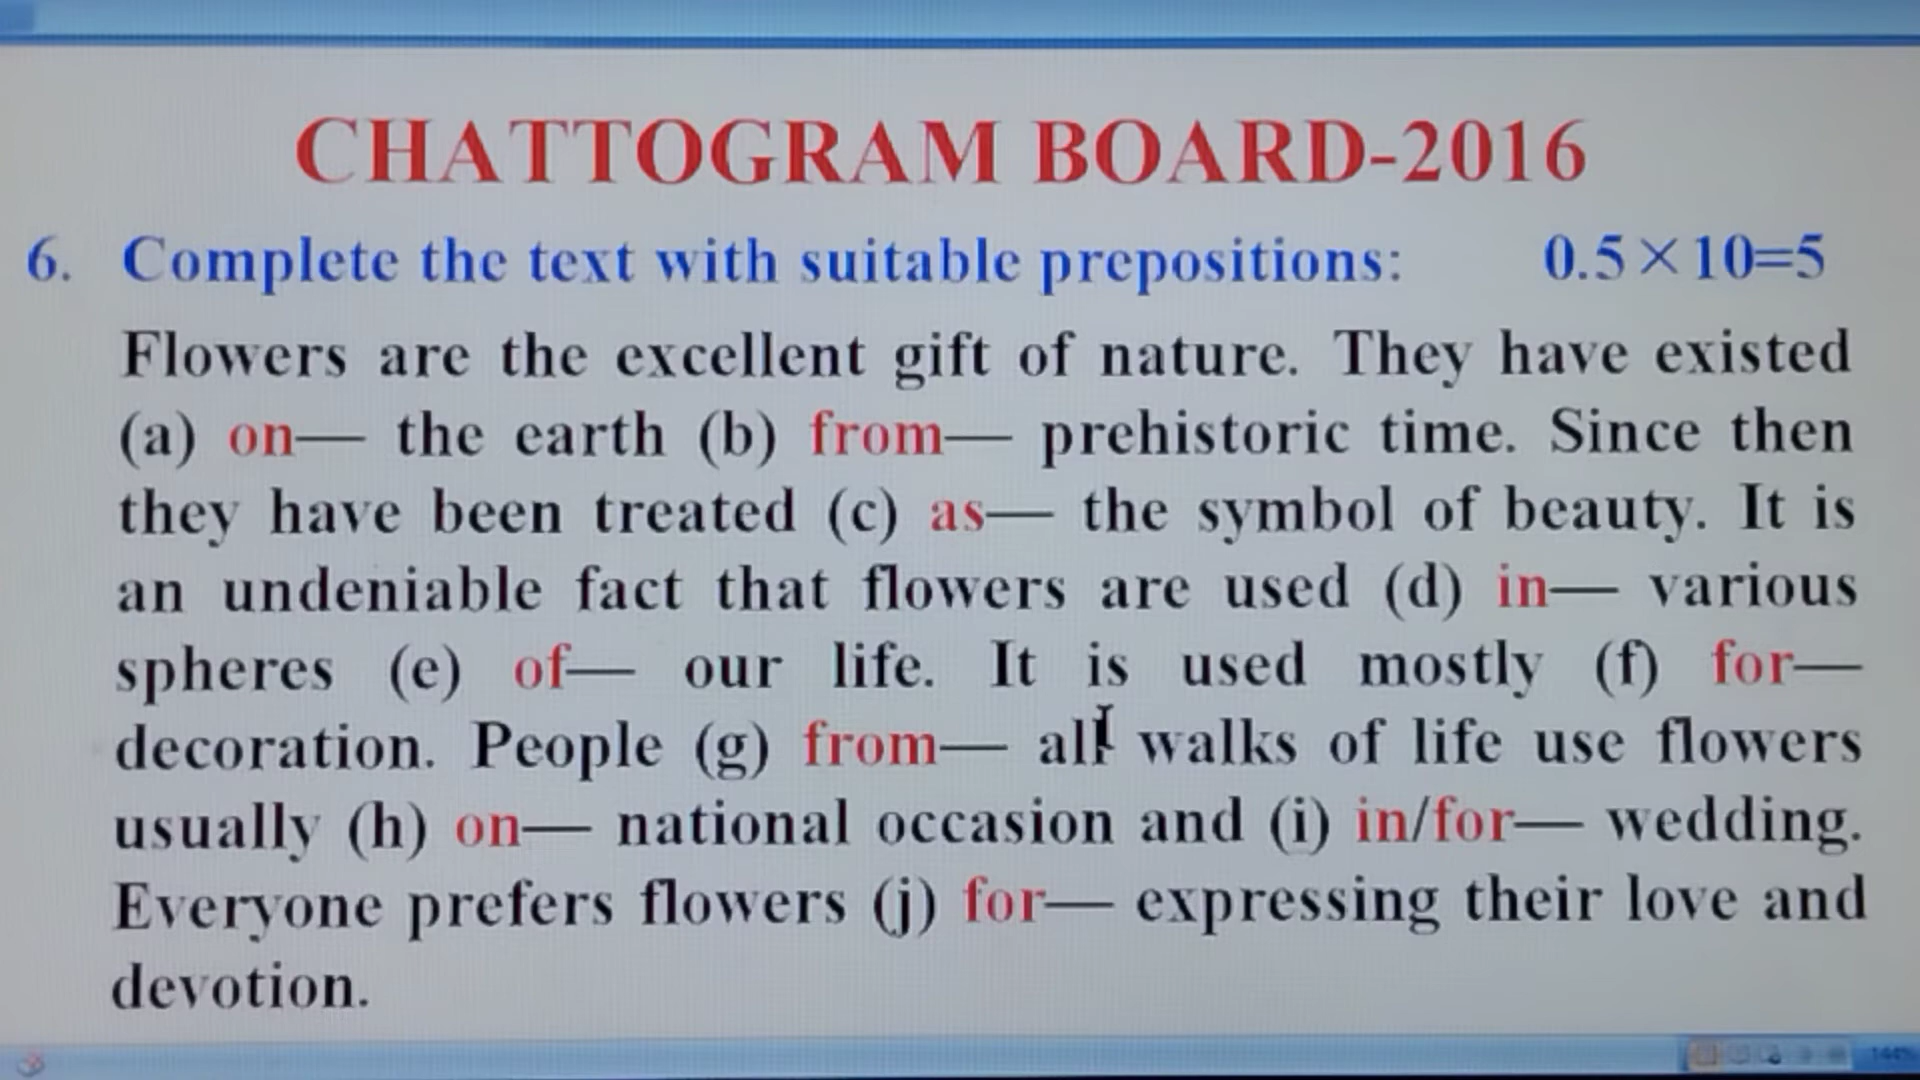 CHATTOGRAM BOARD-2016
6. Complete the text with suitable prepositions: 0.5×10=5
Flowers are the excellent gift of nature. They have existed
(a) on— the earth (b) from— prehistoric time. Since then
they have been treated (c) as— the symbol of beauty. It is
an undeniable fact that flowers are used (d) in— various
spheres (e) of— our life. It is used mostly (f) for—
decoration. People (g) from— all walks of life use flowers
usually (h) on— national occasion and (i) in/for— wedding.
Everyone prefers flowers (j) for— expressing their love and
devotion.
144%